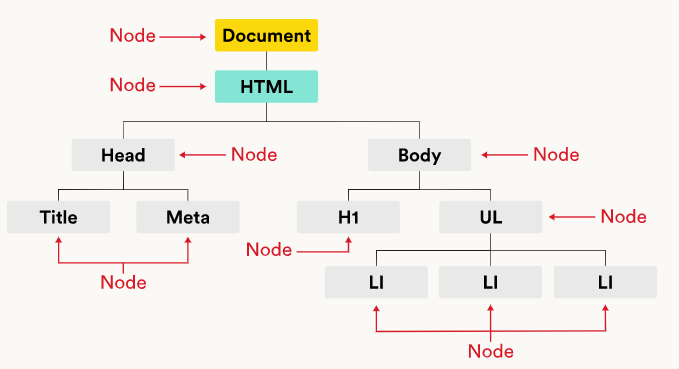 Node
Document
Node
HTML
Head
Node
Body
Node
Title
Meta
H1
UL
Node
Node
Node
LI
LI
LI
Node